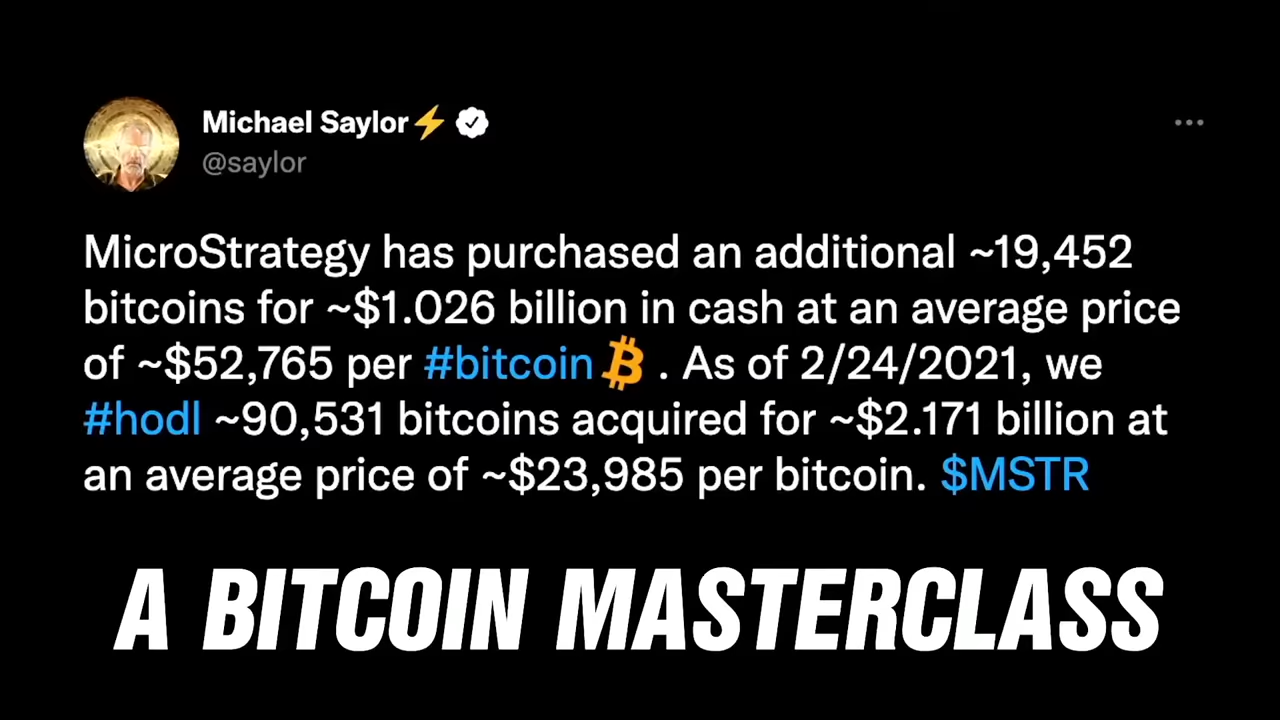 Michael Saylor⚡
@saylor
MicroStrategy has purchased an additional ~19,452
bitcoins for ~$1.026 billion in cash at an average price
of ~$52,765 per #bitcoin₿ . As of 2/24/2021, we
#hodl ~90,531 bitcoins acquired for ~$2.171 billion at
an average price of ~$23,985 per bitcoin. $MSTR
A BITCOIN MASTERCLASS